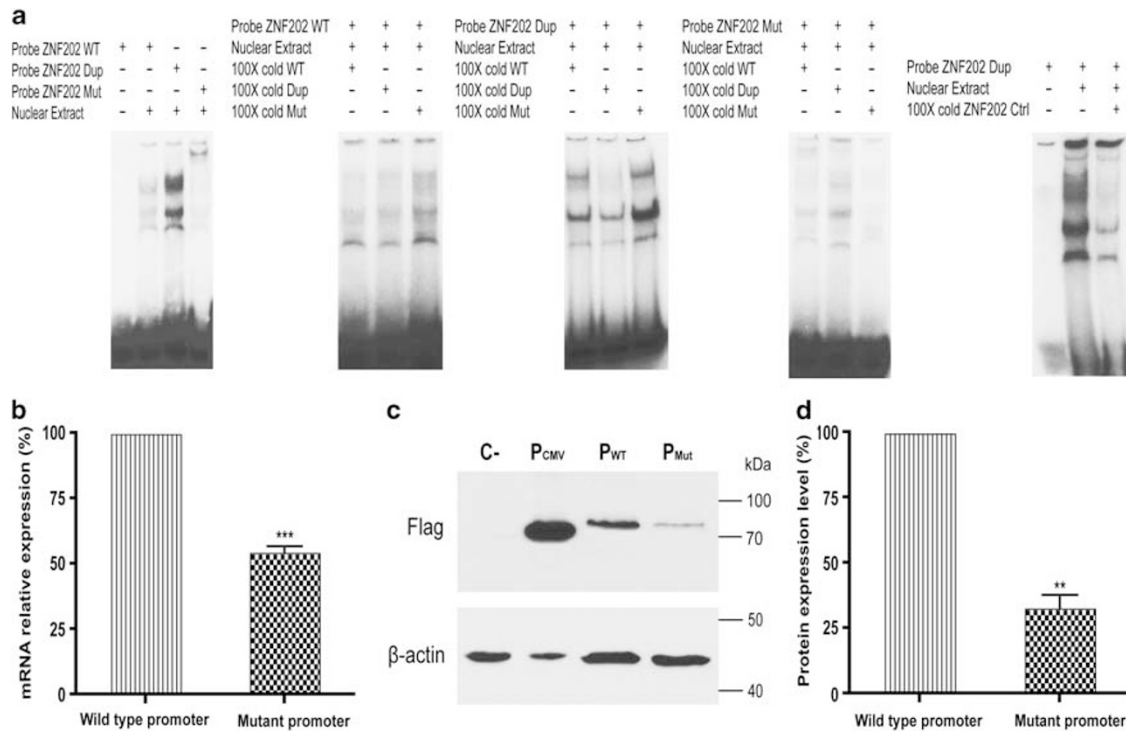 a
Probe ZNF202 WT + + – –
Probe ZNF202 Dup – – + –
Probe ZNF202 Mut – – – +
Nuclear Extract – + + +
Probe ZNF202 WT + + +
Nuclear Extract + + +
100X cold WT + – –
100X cold Dup – + –
100X cold Mut – – +
Probe ZNF202 Dup + + +
Nuclear Extract + + +
100X cold WT + – –
100X cold Dup – + –
100X cold Mut – – +
Probe ZNF202 Mut + + +
Nuclear Extract + + +
100X cold WT + – –
100X cold Dup – + –
100X cold Mut – – +
Probe ZNF202 Dup + + +
Nuclear Extract – + +
100X cold ZNF202 Ctrl – – +
b
mRNA relative expression (%)
100
75
50
25
0
***
Wild type promoter Mutant promoter
c
C- PCMV PWT PMut
kDa
100
Flag
70
50
β-actin
40
d
Protein expression level (%)
100
75
50
25
0
**
Wild type promoter Mutant promoter